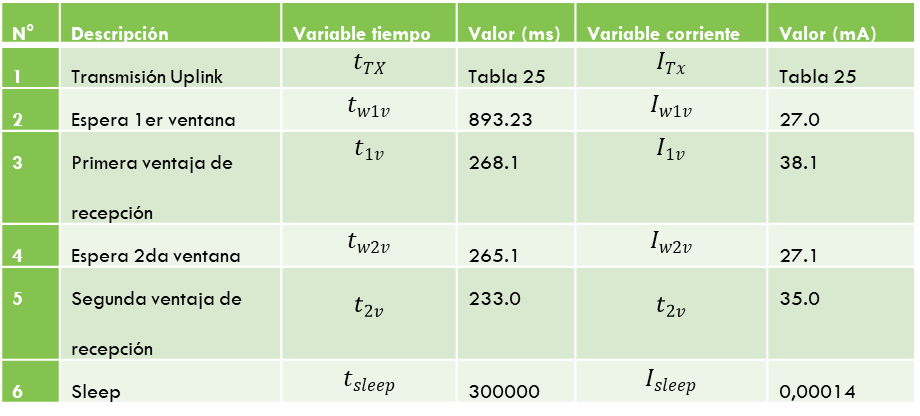 N° Descripción Variable tiempo Valor (ms) Variable corriente Valor (mA)
1 Transmisión Uplink t_{TX} Tabla 25 I_{Tx} Tabla 25
2 Espera 1er ventana t_{w1v} 893.23 I_{w1v} 27.0
3 Primera ventaja de t_{1v} 268.1 I_{1v} 38.1
recepción
4 Espera 2da ventana t_{w2v} 265.1 I_{w2v} 27.1
5 Segunda ventaja de t_{2v} 233.0 t_{2v} 35.0
recepción
6 Sleep t_{sleep} 300000 I_{sleep} 0,00014